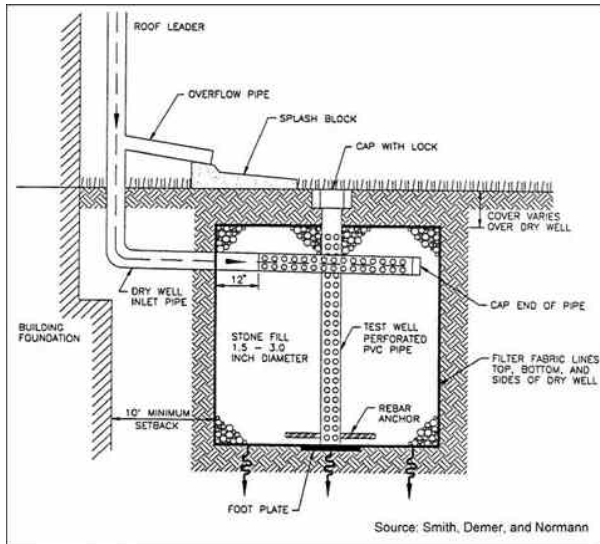 ROOF LEADER
OVERFLOW PIPE
SPLASH BLOCK
CAP WITH LOCK
COVER VARIES
OVER DRY WELL
12"
DRY WELL
INLET PIPE
CAP END OF PIPE
BUILDING
FOUNDATION
STONE FILL
1.5 - 3.0
INCH DIAMETER
TEST WELL
PERFORATED
PVC PIPE
FILTER FABRIC LINES
TOP, BOTTOM, AND
SIDES OF DRY WELL
10' MINIMUM
SETBACK
REBAR
ANCHOR
FOOT PLATE
Source: Smith, Demer, and Normann